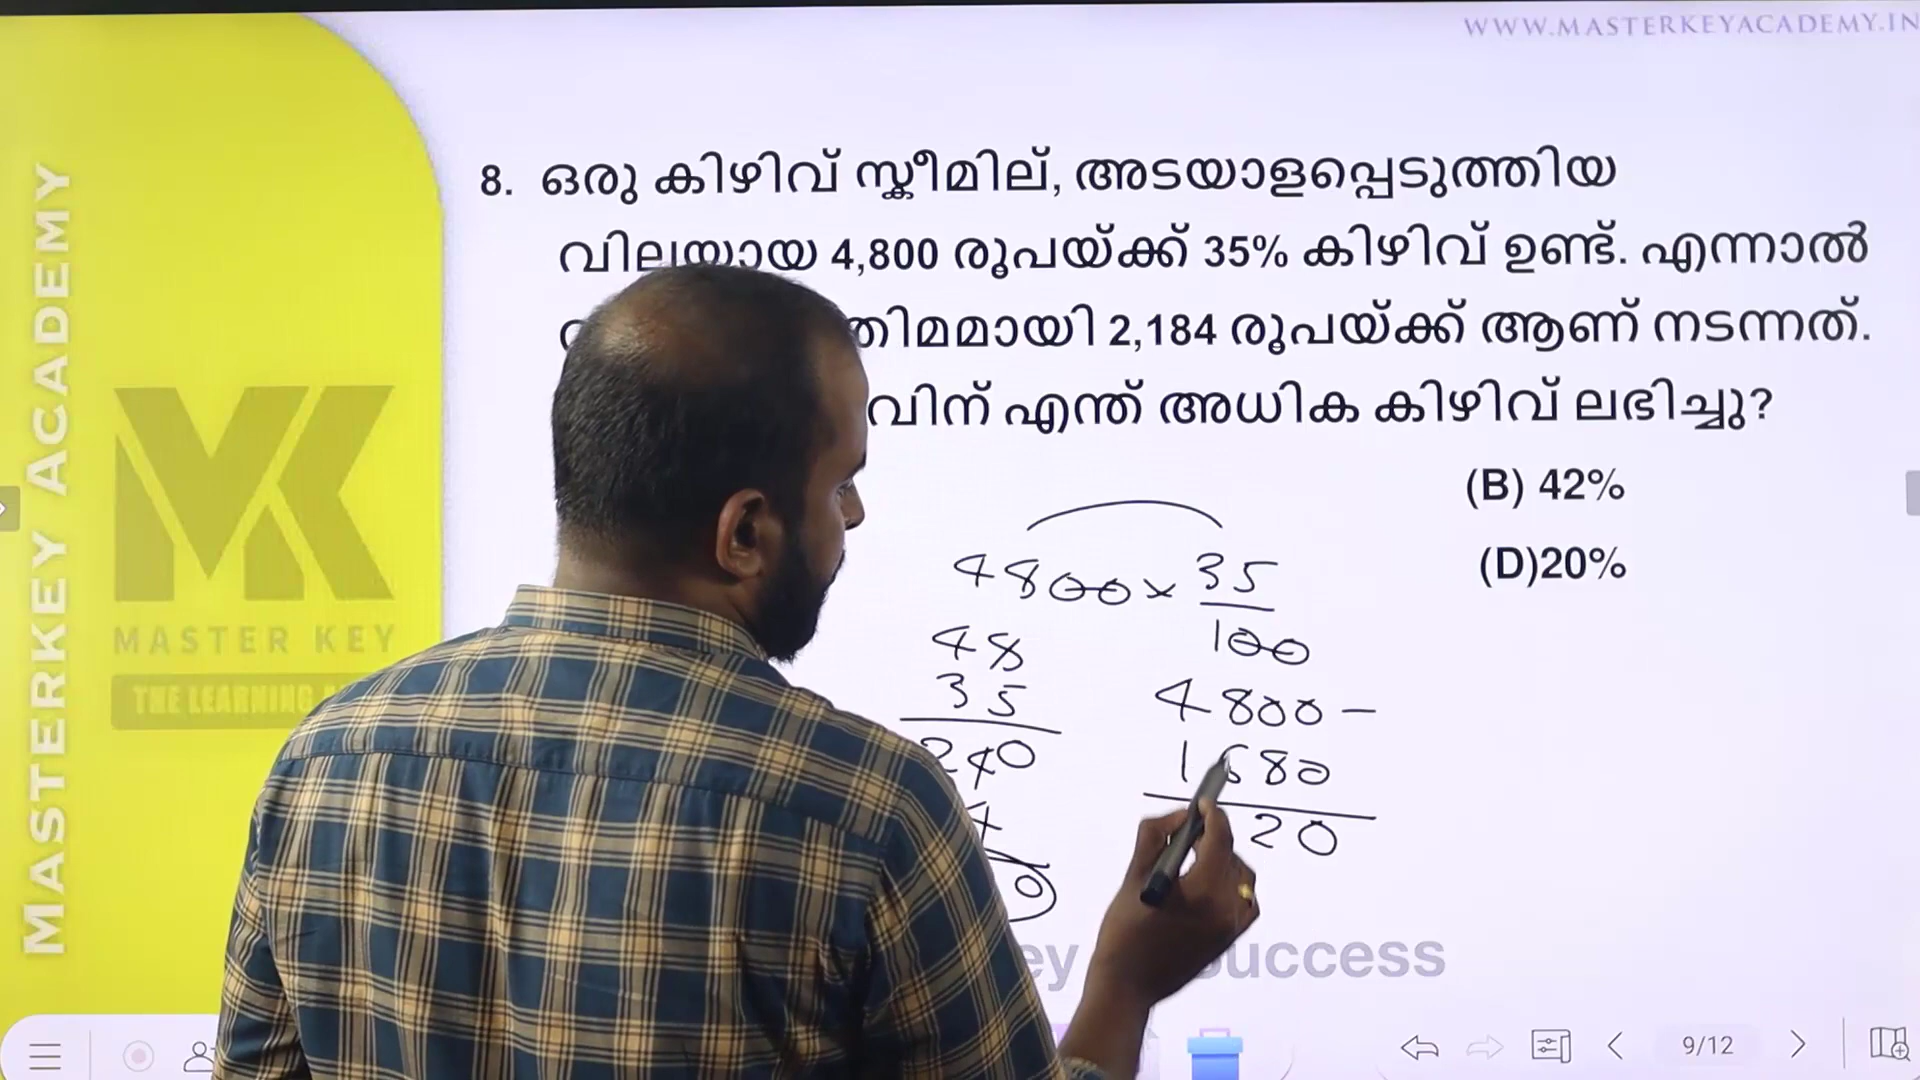 WWW.MASTERKEYACADEMY.IN
MASTERKEY ACADEMY
8. ഒരു കിഴിവ് സ്കീമില്, അടയാളപ്പെടുത്തിയ
വിലയായ 4,800 രൂപയ്ക്ക് 35% കിഴിവ് ഉണ്ട്. എന്നാൽ
2,184 രൂപയ്ക്ക് ആണ് നടന്നത്.
എന്ത് അധിക കിഴിവ് ലഭിച്ചു?
(B) 42%
(D)20%
MASTER KEY
THE LEARNING
4800 × 35
100
48
35
240
4800 -
1680
20
9/12